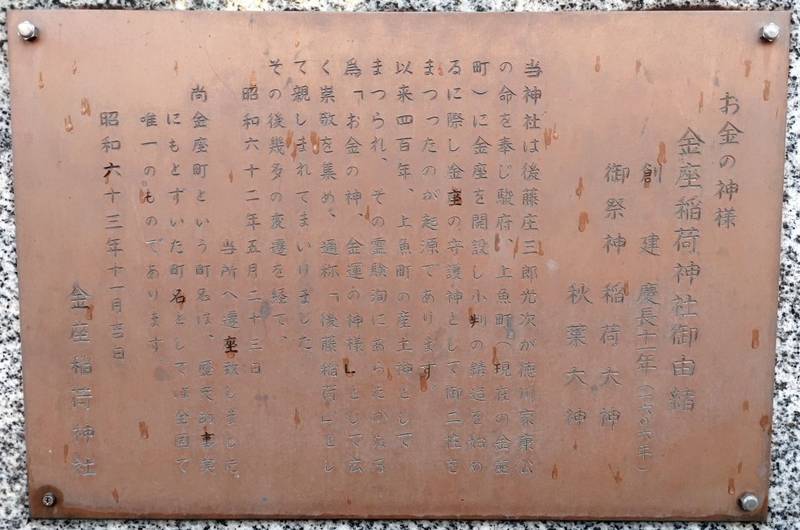 お金の神様
金座稲荷神社御由緒
創建 慶長十一年(一六〇六年)
御祭神 稲荷大神
秋葉大神
当神社は後藤座三郎光次が徳川家康公
の命を奉じ駿府、上魚町(現在の金座
町)に金座を開設し小判の鋳造を始め
るに際し金座の守護神として御二柱を
まつったのが起源であります。
以来四百年、上魚町の産土神として
まつられ、その霊験洵にあらたかなる
為「お金の神、金運の神様」として広
く崇敬を集め、通称「後藤稲荷」とし
て親しまれてまいりました。
その後幾多の変遷を経て、
昭和六十二年五月二十三日
当所へ遷座致しました。
尚金座町という町名は、歴史的事実
にもとずいた町名としては全国で
唯一のものであります。
昭和六十三年十一月吉日
金座稲荷神社